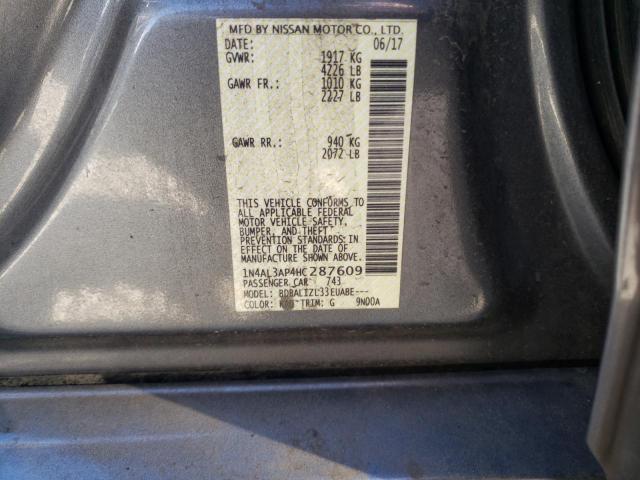 MFD BY NISSAN MOTOR CO., LTD.
DATE: 06/17
GVWR: 1917 KG
4226 LB
GAWR FR.: 1010 KG
2227 LB
GAWR RR.: 940 KG
2072 LB
THIS VEHICLE CONFORMS TO
ALL APPLICABLE FEDERAL
MOTOR VEHICLE SAFETY,
BUMPER, AND THEFT
PREVENTION STANDARDS IN
EFFECT ON THE DATE OF
MANUFACTURE SHOWN ABOVE.
1N4AL3AP4HC287609
PASSENGER CAR 743
MODEL: BDBALTZL33EUABE---
COLOR: TRIM: G 9N00A